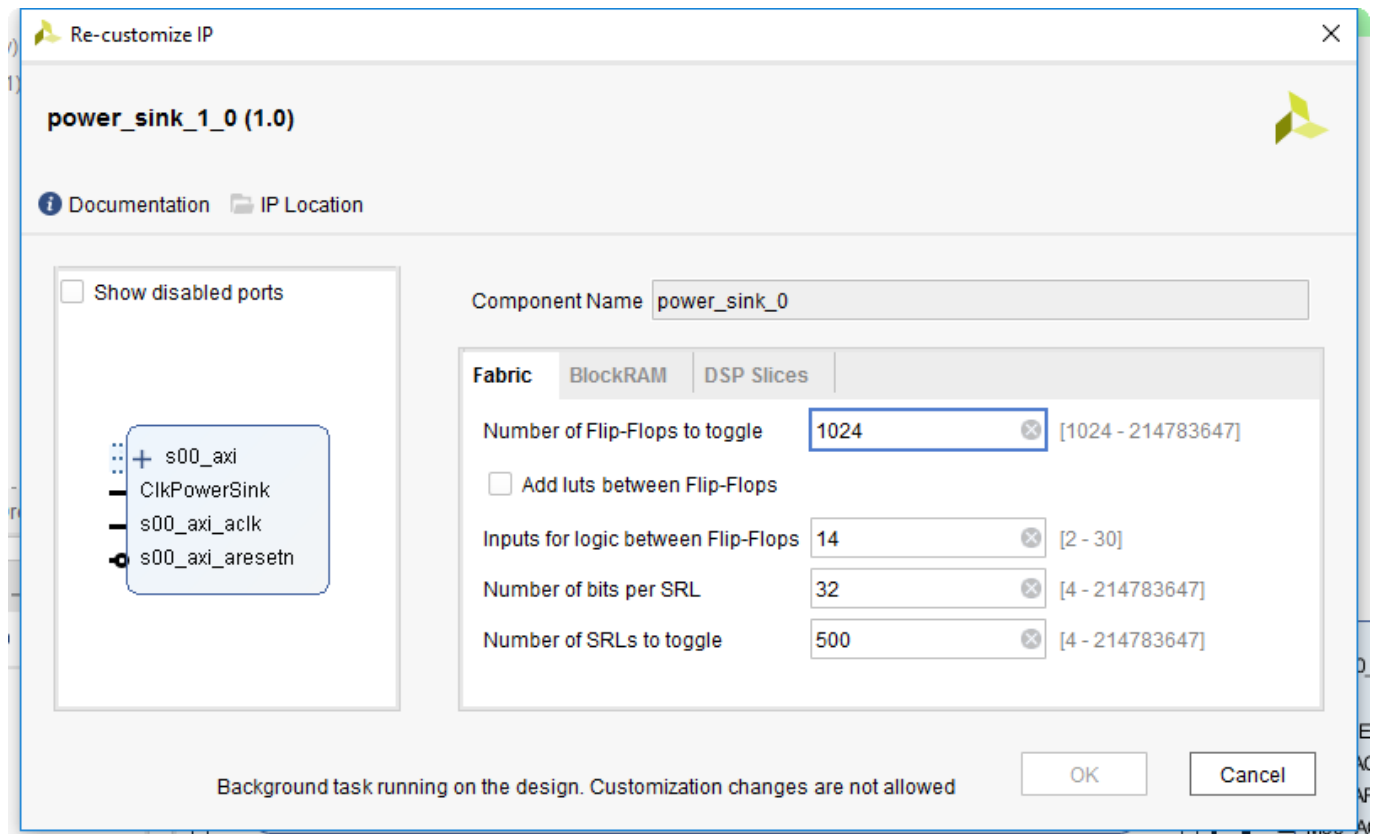 Re-customize IP
power_sink_1_0 (1.0)
Documentation IP Location
Show disabled ports
s00_axi
ClkPowerSink
s00_axi_aclk
s00_axi_aresetn
Component Name power_sink_0
Fabric BlockRAM DSP Slices
Number of Flip-Flops to toggle 1024 [1024 - 214783647]
Add luts between Flip-Flops
Inputs for logic between Flip-Flops 14 [2 - 30]
Number of bits per SRL 32 [4 - 214783647]
Number of SRLs to toggle 500 [4 - 214783647]
Background task running on the design. Customization changes are not allowed
OK Cancel